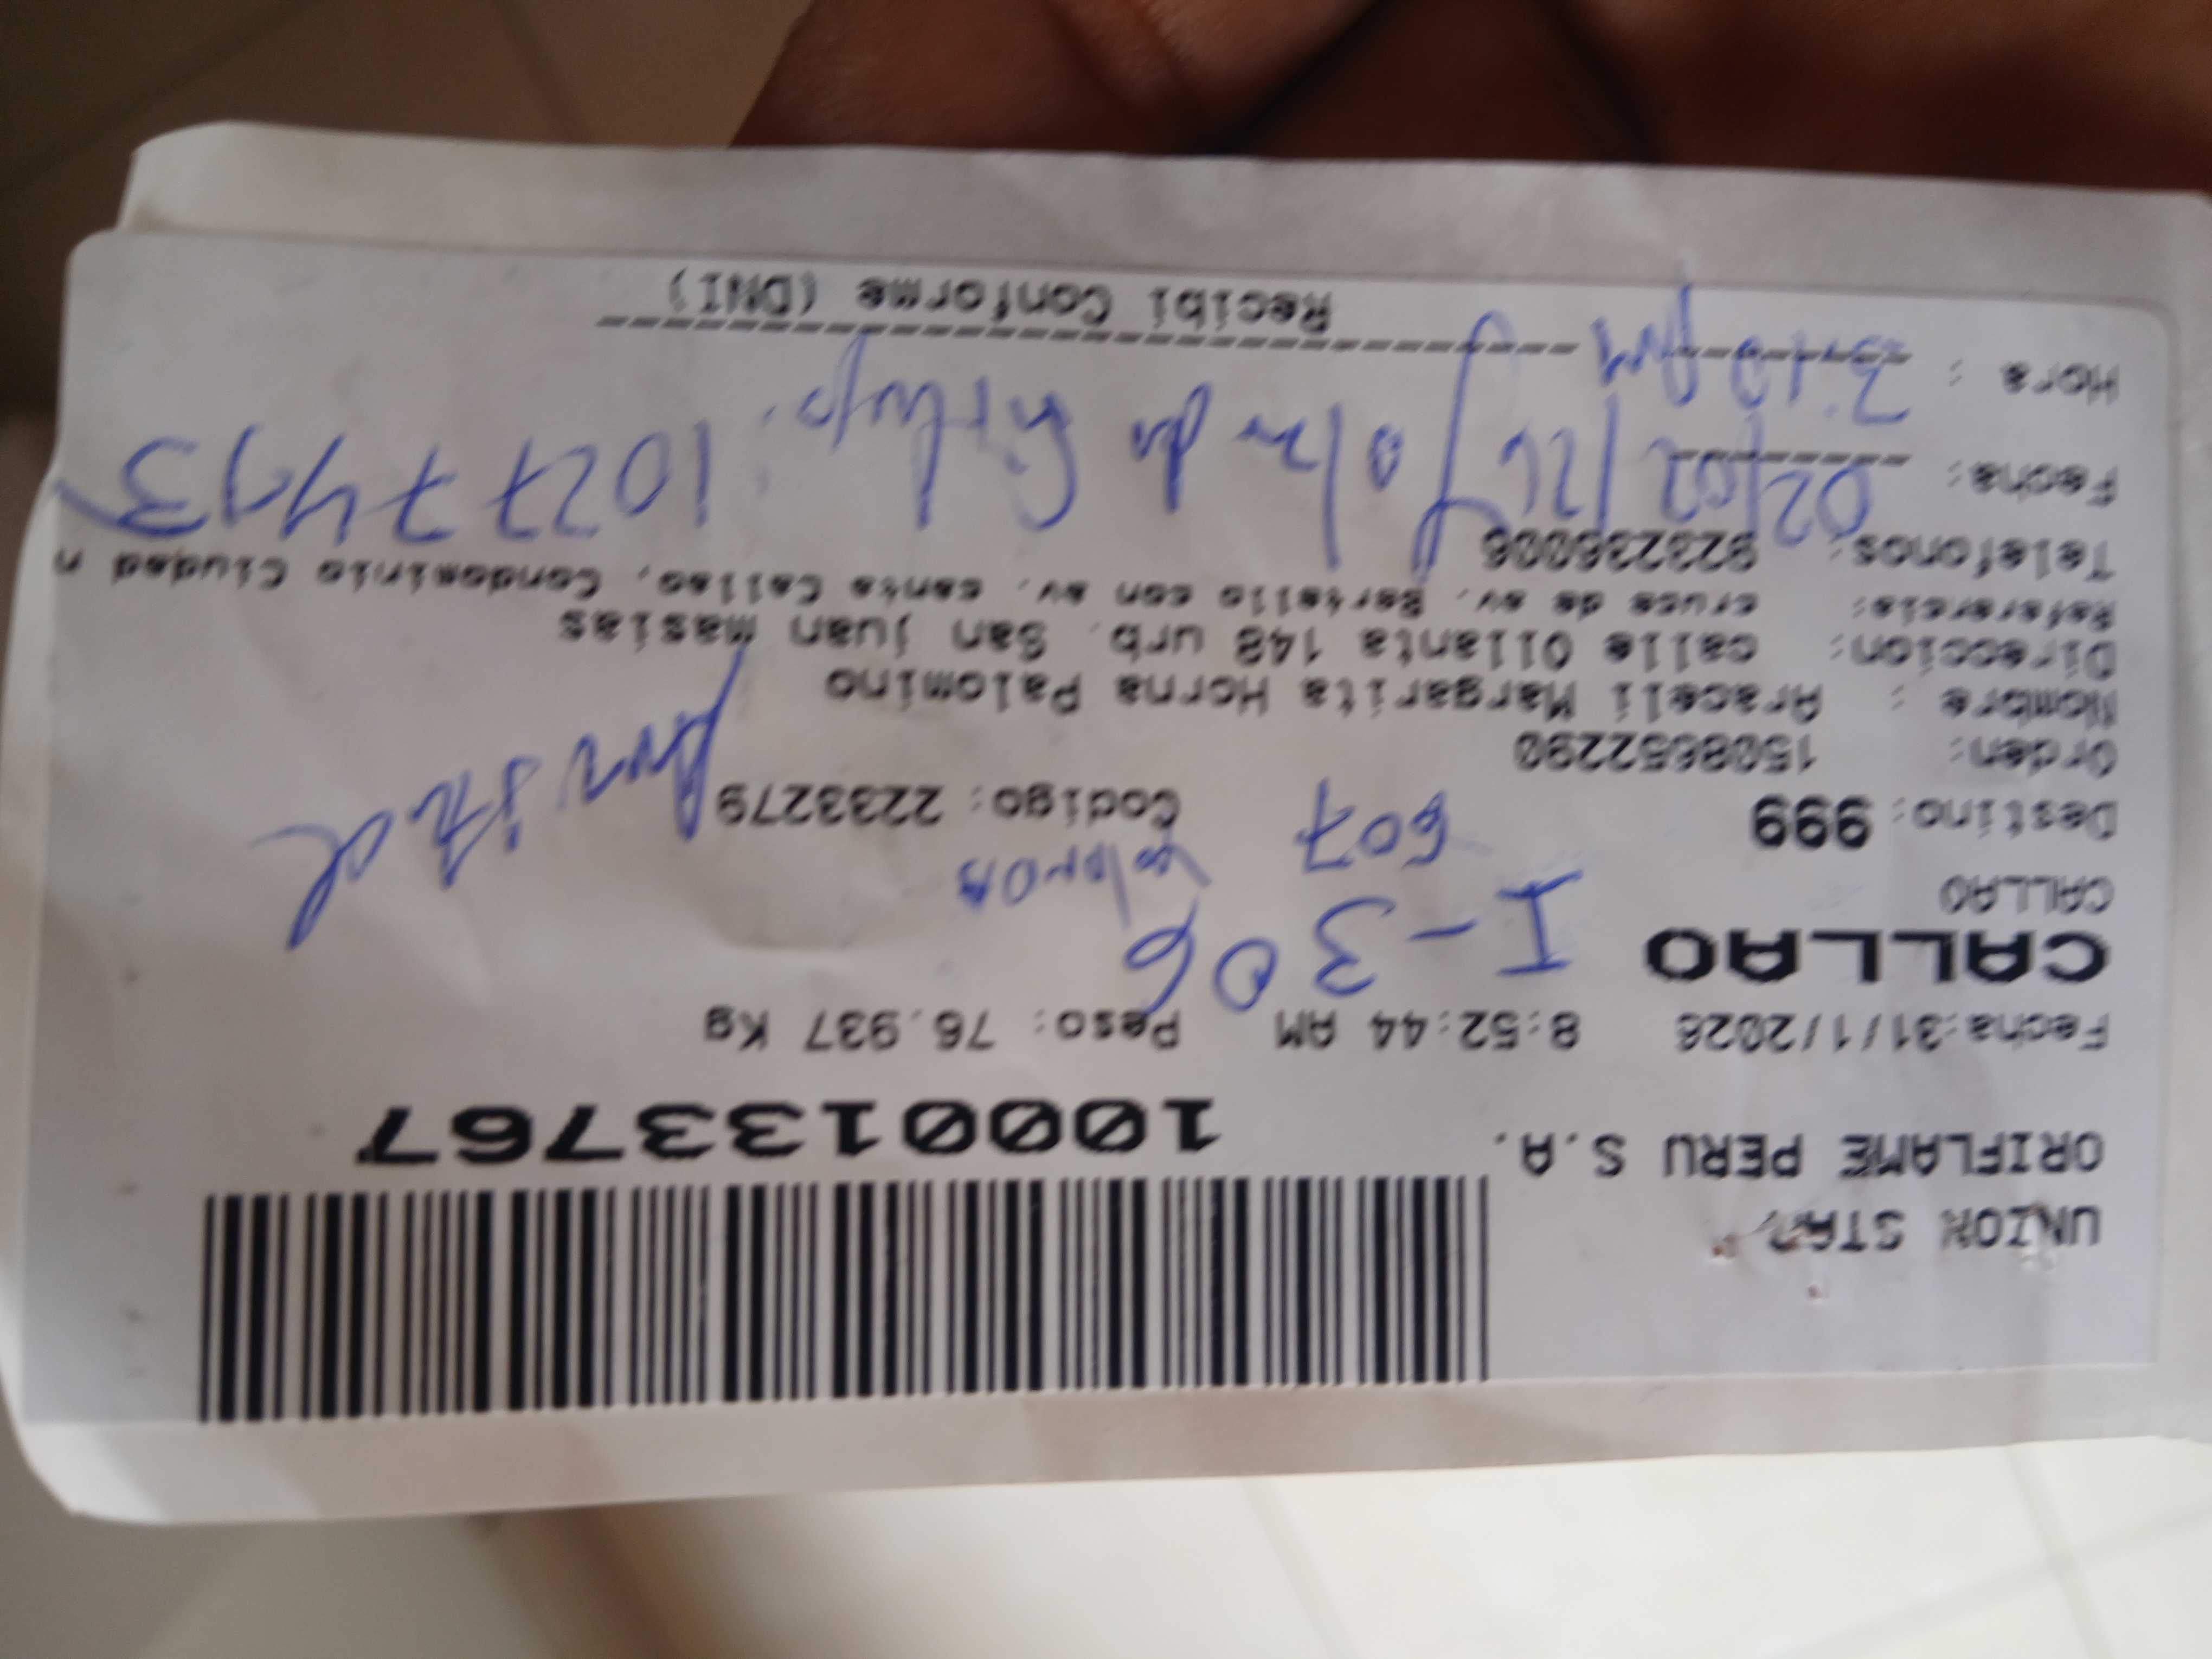 UNION STAR
ORIFLAME PERU S.A.
1000133767
Fecha:31/1/2026 8:52:44 AM Peso: 76.937 Kg
CALLAO I-306
CALLAO
Destino: 999 607 Codigo: 2233279
Orden: 1508652290
Nombre : Araceli Margarita Horna Palomino
Direccion: calle Ollanta 148 urb. San juan masias
Referencia: cruce de av. Bertello con av. canta Callao, Condominio Ciudad n
Telefonos: 923236006
Fecha: 02/02/26 10277493
Hora : 3:10 PM
Recibi Conforme (DNI)